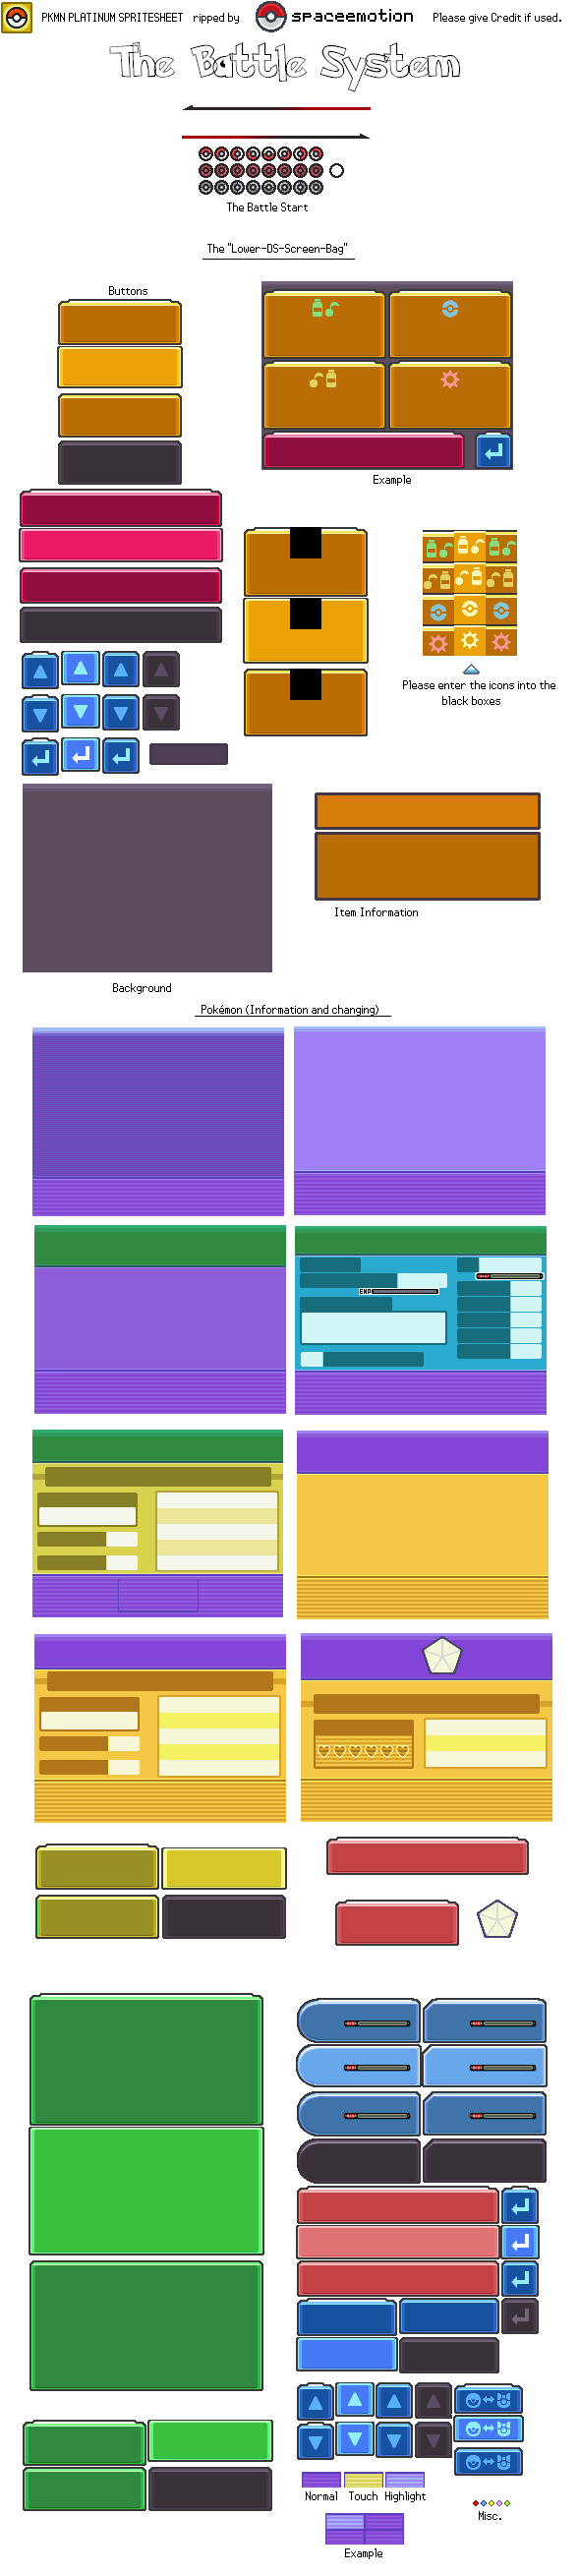 PKMN PLATINUM SPRITESHEET ripped by spaceemotion Please give Credit if used.
The Battle System
The Battle Start
The "Lower-DS-Screen-Bag"
Buttons
Example
Please enter the icons into the
black boxes
Item Information
Background
Pokémon (Information and changing)
EXP
Normal Touch Highlight
Misc.
Example